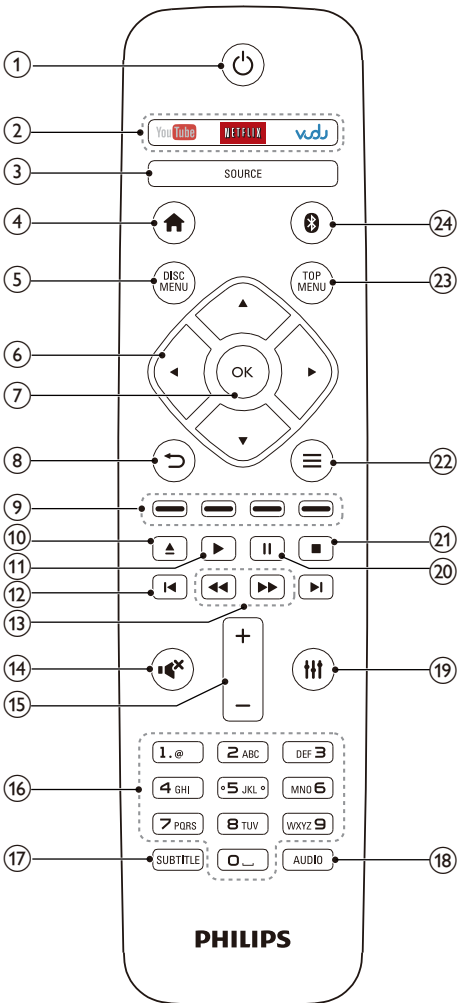 1
2
YouTube NETFLIX vudu
3
SOURCE
4
24
5
DISC MENU
TOP MENU
23
6
7
OK
8
22
9
10
21
11
20
12
13
14
19
15
+
−
1.@ 2 ABC DEF 3
16
4 GHI 5 JKL MNO 6
7 PQRS 8 TUV WXYZ 9
17
SUBTITLE 0 AUDIO
18
PHILIPS